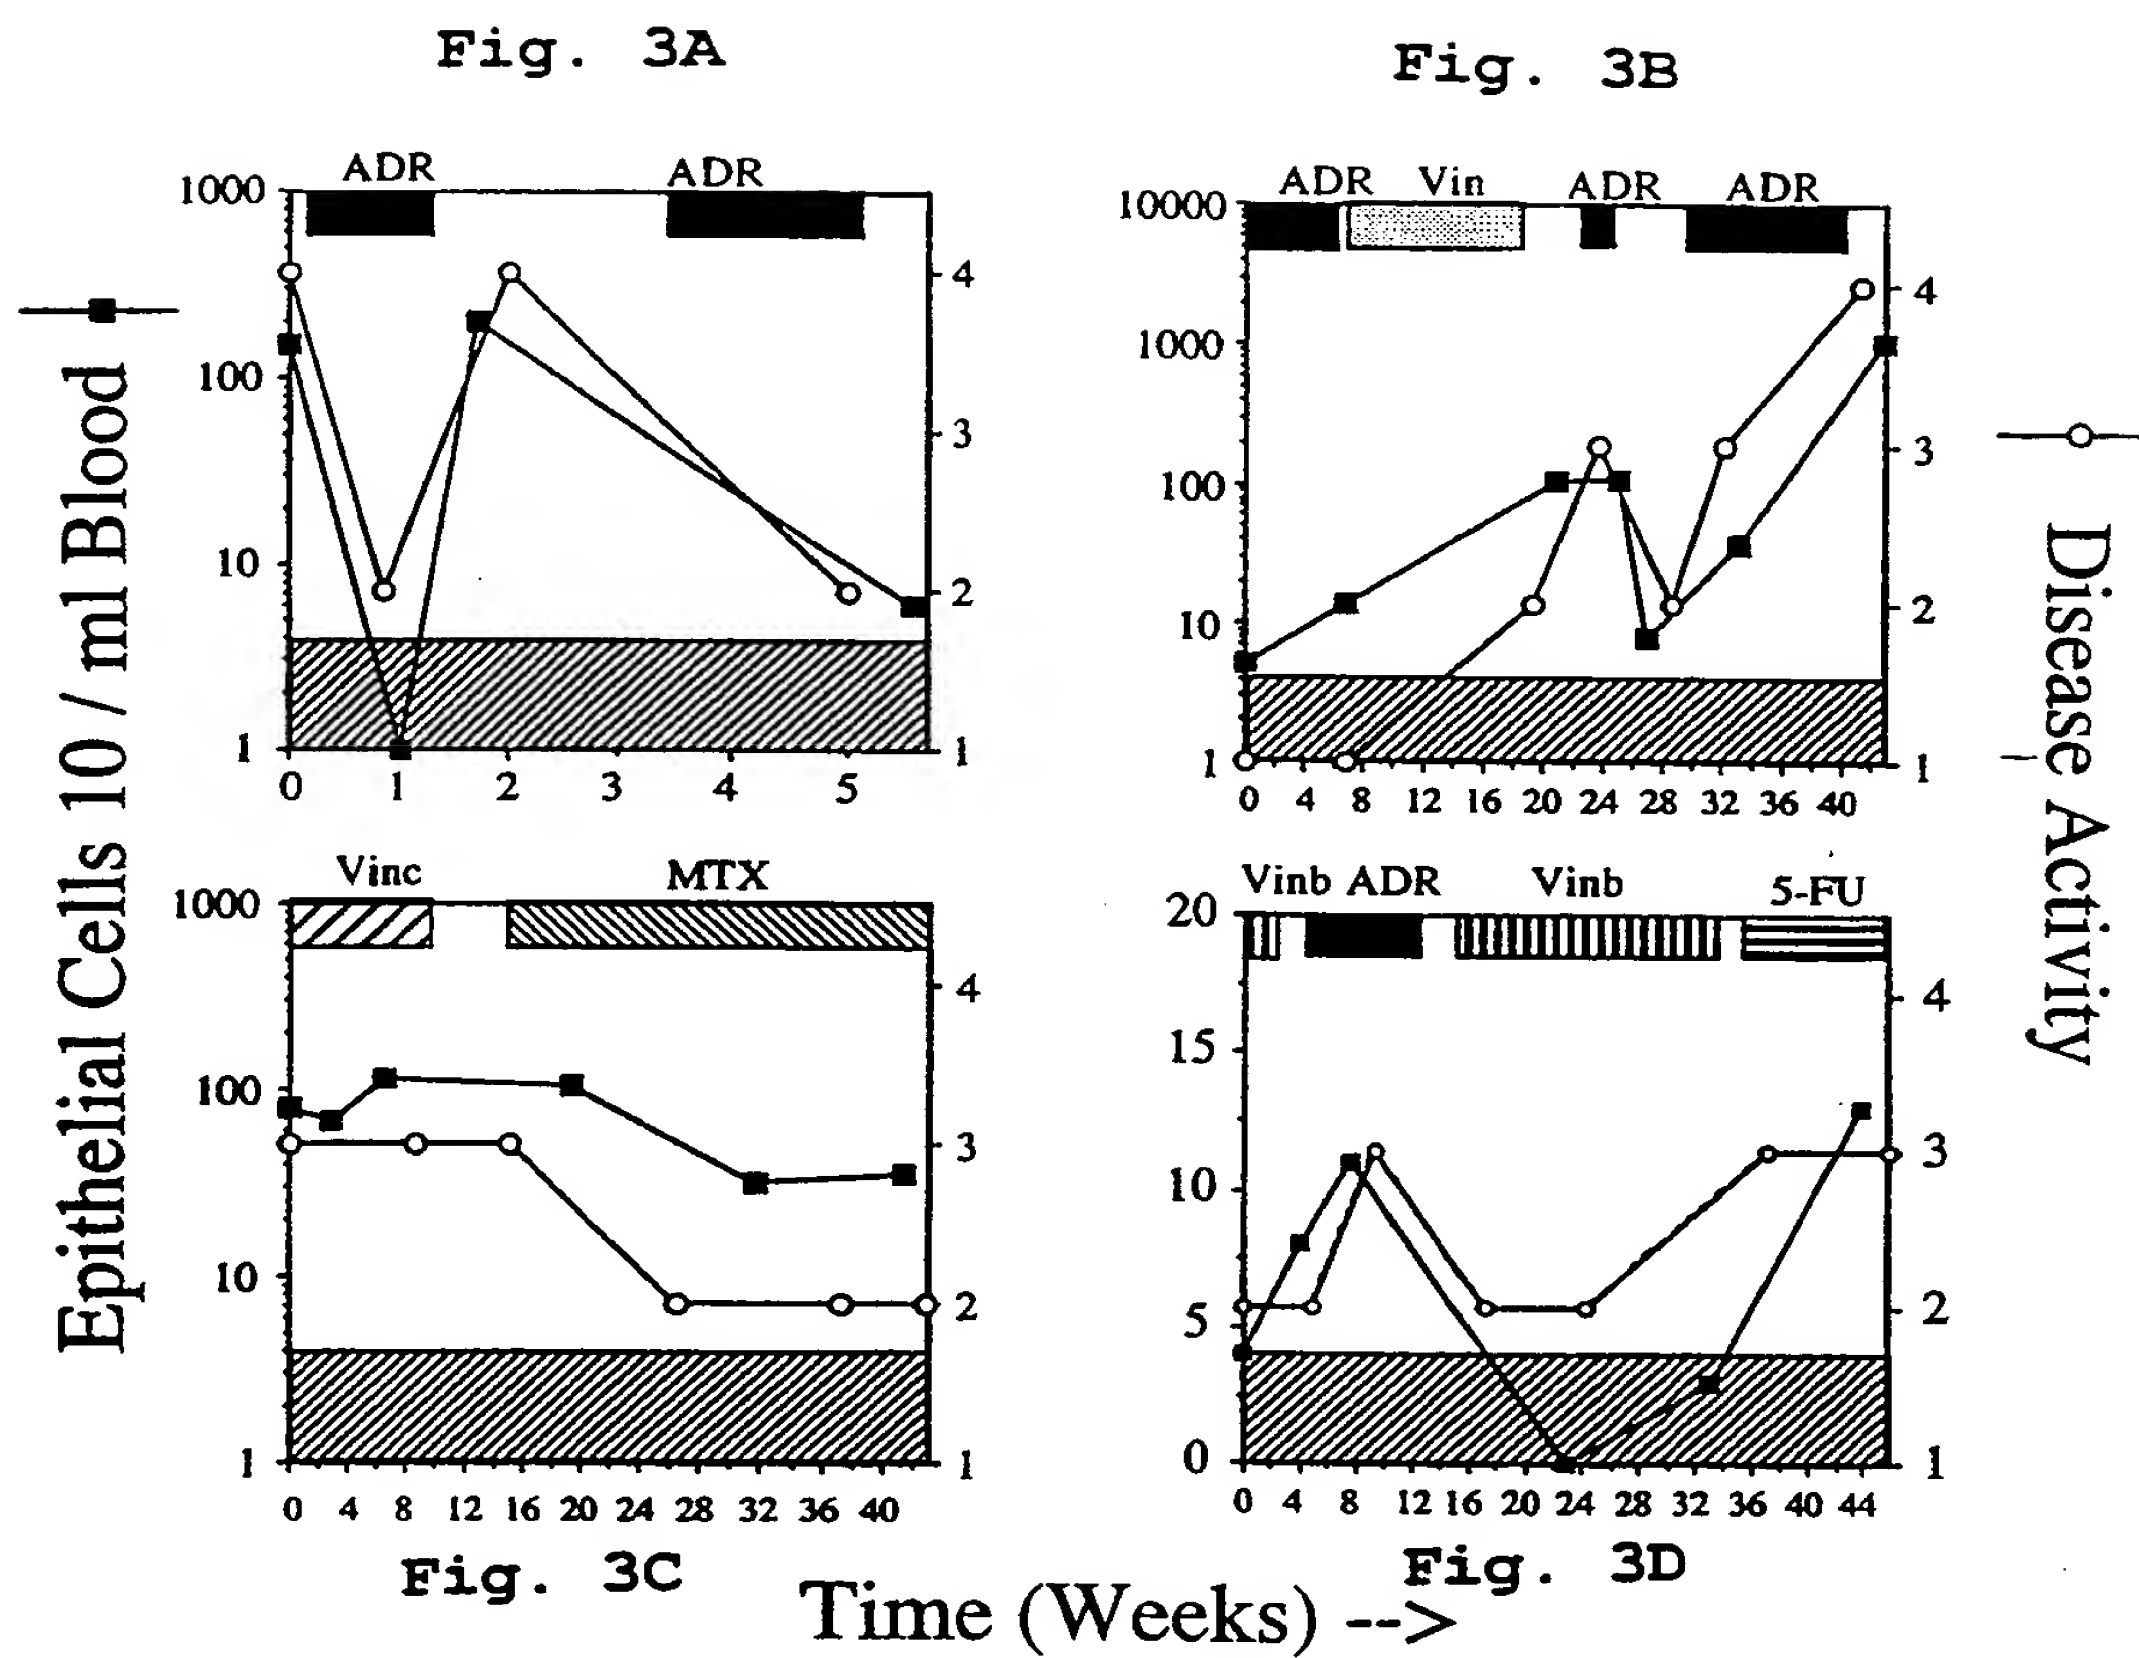 Fig. 3A
Fig. 3B
ADR ADR
1000
100
10
1
4
3
2
1
0 1 2 3 4 5
ADR Vin ADR ADR
10000
1000
100
10
1
4
3
2
1
0 4 8 12 16 20 24 28 32 36 40
Vinc MTX
1000
100
10
1
4
3
2
1
0 4 8 12 16 20 24 28 32 36 40
Fig. 3C
Vinb ADR Vinb 5-FU
20
15
10
5
0
4
3
2
1
0 4 8 12 16 20 24 28 32 36 40 44
Fig. 3D
Epithelial Cells 10 / ml Blood
Disease Activity
Time (Weeks) -->